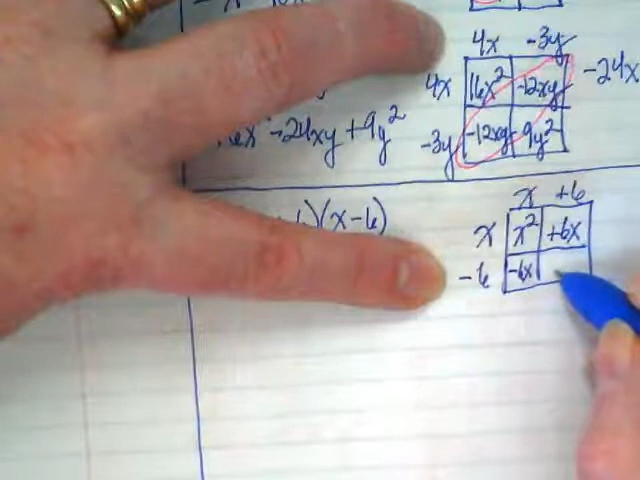 4x -3y
4x 16x² -12xy -24x
-24xy + 9y²
-3y -12xy 9y²
x +6
)(x-6)
x x² +6x
-6 -6x